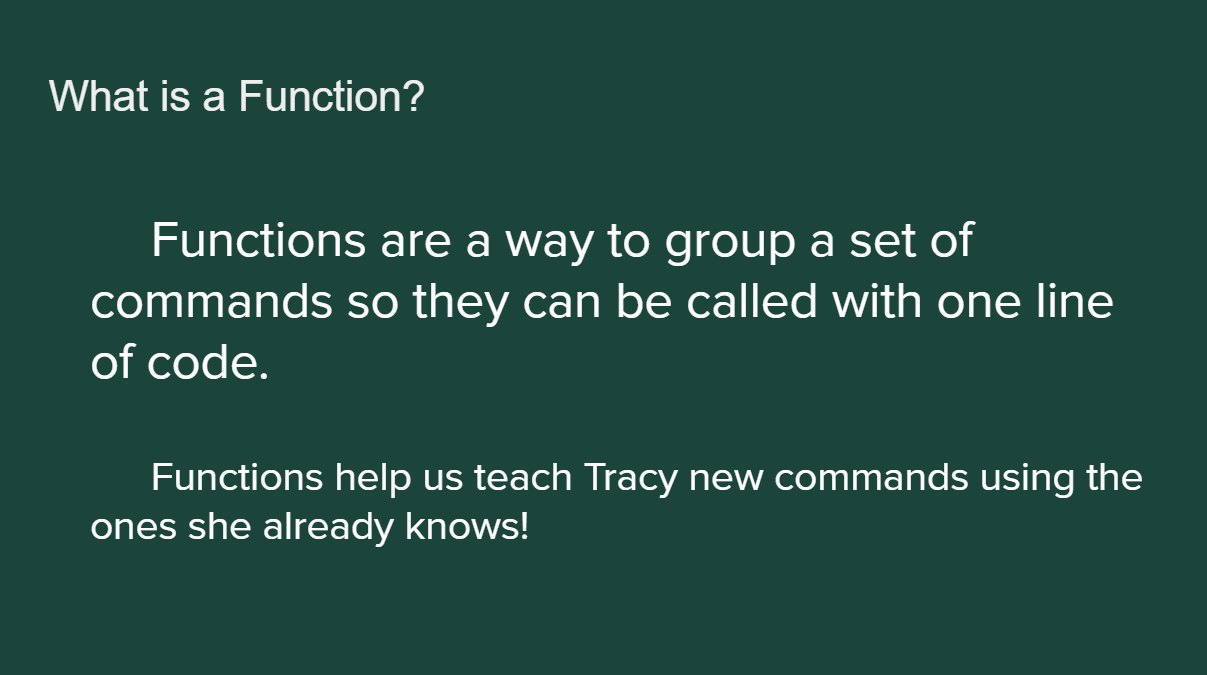 What is a Function?
Functions are a way to group a set of
commands so they can be called with one line
of code.
Functions help us teach Tracy new commands using the
ones she already knows!